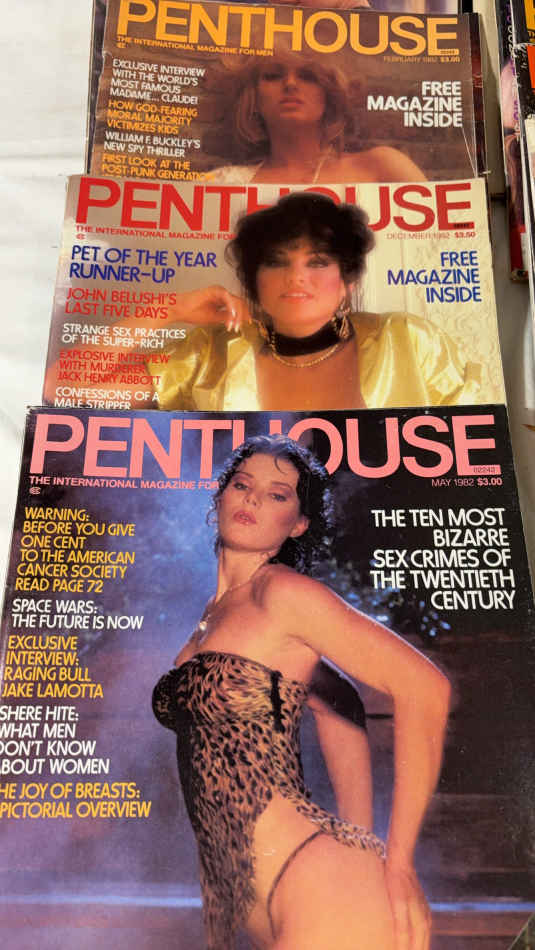 PENTHOUSE
THE INTERNATIONAL MAGAZINE FOR MEN
FEBRUARY 1982 $3.00
EXCLUSIVE INTERVIEW
WITH THE WORLD'S
MOST FAMOUS
MADAME... CLAUDE!
HOW GOD-FEARING
MORAL MAJORITY
VICTIMIZES KIDS
WILLIAM F. BUCKLEY'S
NEW SPY THRILLER
FIRST LOOK AT THE
POST-PUNK GENERATION
FREE
MAGAZINE
INSIDE
PENTHOUSE
THE INTERNATIONAL MAGAZINE FOR
DECEMBER 1982 $3.50
PET OF THE YEAR
RUNNER-UP
JOHN BELUSHI'S
LAST FIVE DAYS
STRANGE SEX PRACTICES
OF THE SUPER-RICH
EXPLOSIVE INTERVIEW
WITH MURDERER
JACK HENRY ABBOTT
CONFESSIONS OF A
MALE STRIPPER
FREE
MAGAZINE
INSIDE
PENTHOUSE
02242
THE INTERNATIONAL MAGAZINE FOR
MAY 1982 $3.00
WARNING:
BEFORE YOU GIVE
ONE CENT
TO THE AMERICAN
CANCER SOCIETY
READ PAGE 72
SPACE WARS:
THE FUTURE IS NOW
EXCLUSIVE
INTERVIEW:
RAGING BULL
JAKE LAMOTTA
SHERE HITE:
WHAT MEN
DON'T KNOW
ABOUT WOMEN
THE JOY OF BREASTS:
PICTORIAL OVERVIEW
THE TEN MOST
BIZARRE
SEX CRIMES OF
THE TWENTIETH
CENTURY